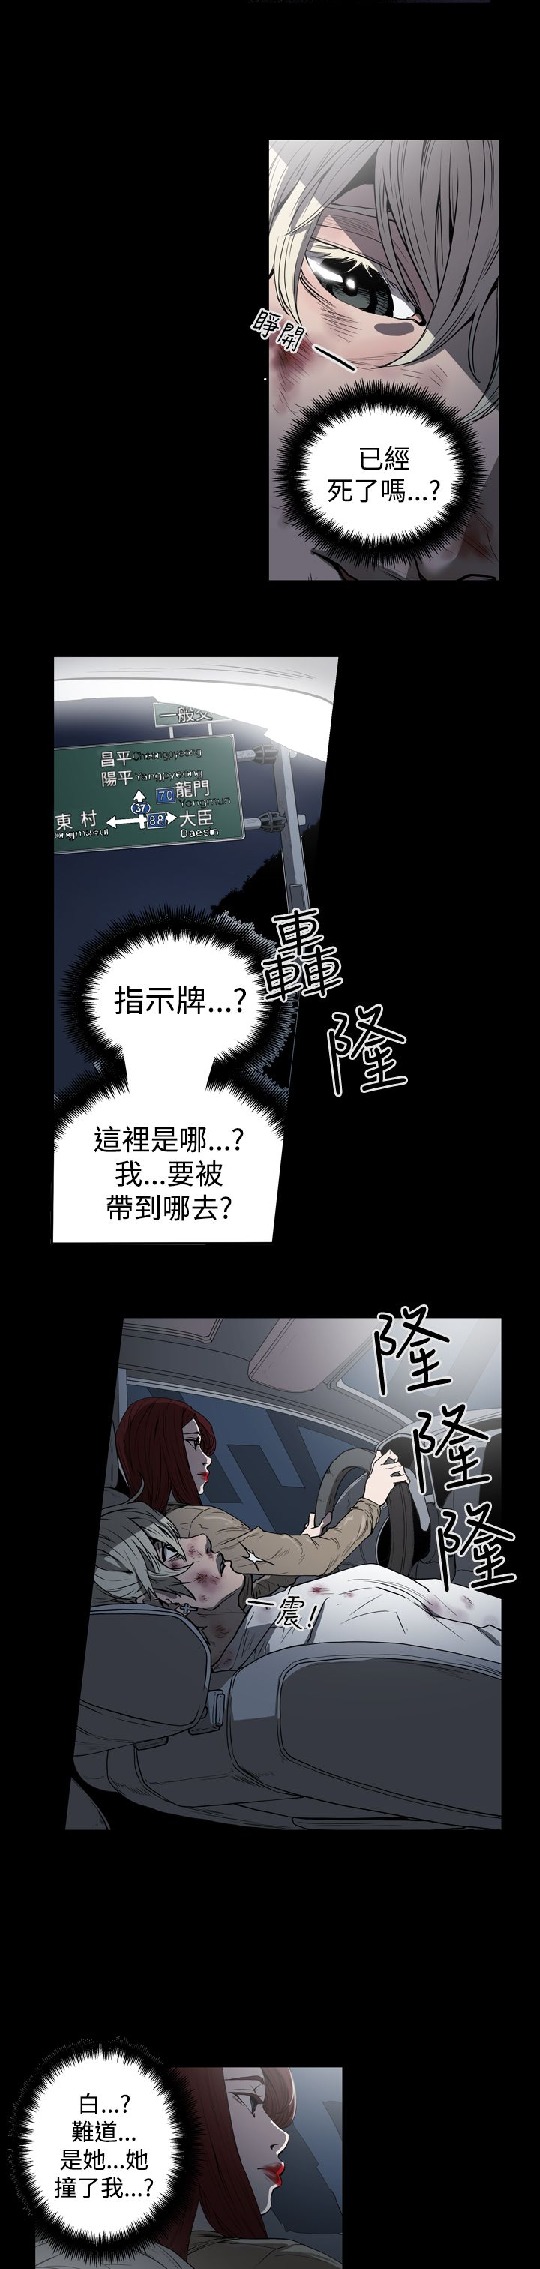 睜開
已經
死了嗎...?
一般
昌平
陽平 Yangpyeong
70 龍門
37
東村
88 大臣
Daesin
轟
隆
指示牌...?
這裡是哪...?
我...要被
帶到哪去?
隆
隆
隆
一震!
白...?
難道...
是她...她
撞了我...?